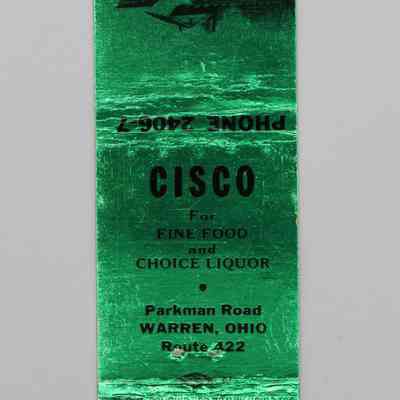 PHONE 2406-7
CISCO
For
FINE FOOD
and
CHOICE LIQUOR
•
Parkman Road
WARREN, OHIO
Route 422